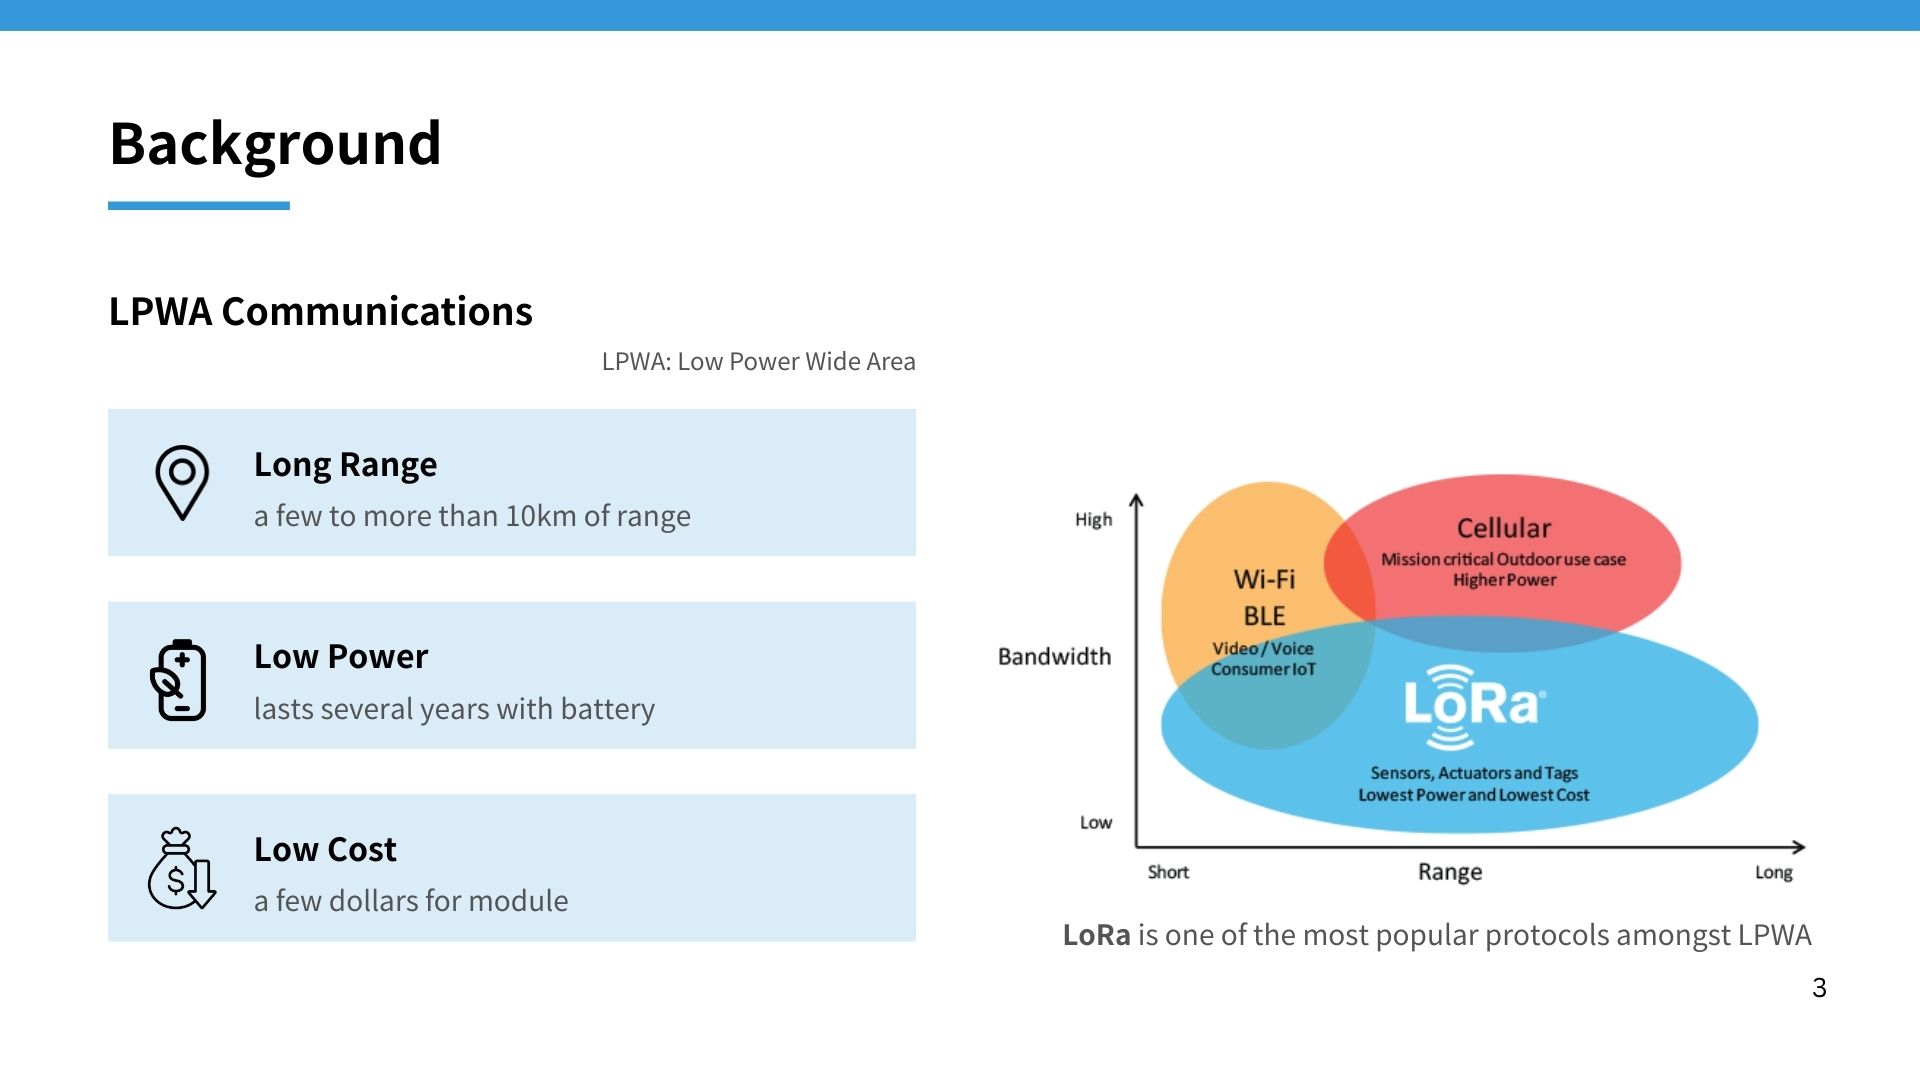 Background
LPWA Communications
LPWA: Low Power Wide Area
Long Range
a few to more than 10km of range
Low Power
lasts several years with battery
Low Cost
$
a few dollars for module
High
Bandwidth
Low
Wi-Fi
BLE
Video / Voice
Consumer IoT
Cellular
Mission critical Outdoor use case
Higher Power
LoRa®
Sensors, Actuators and Tags
Lowest Power and Lowest Cost
Short
Range
Long
LoRa is one of the most popular protocols amongst LPWA
3